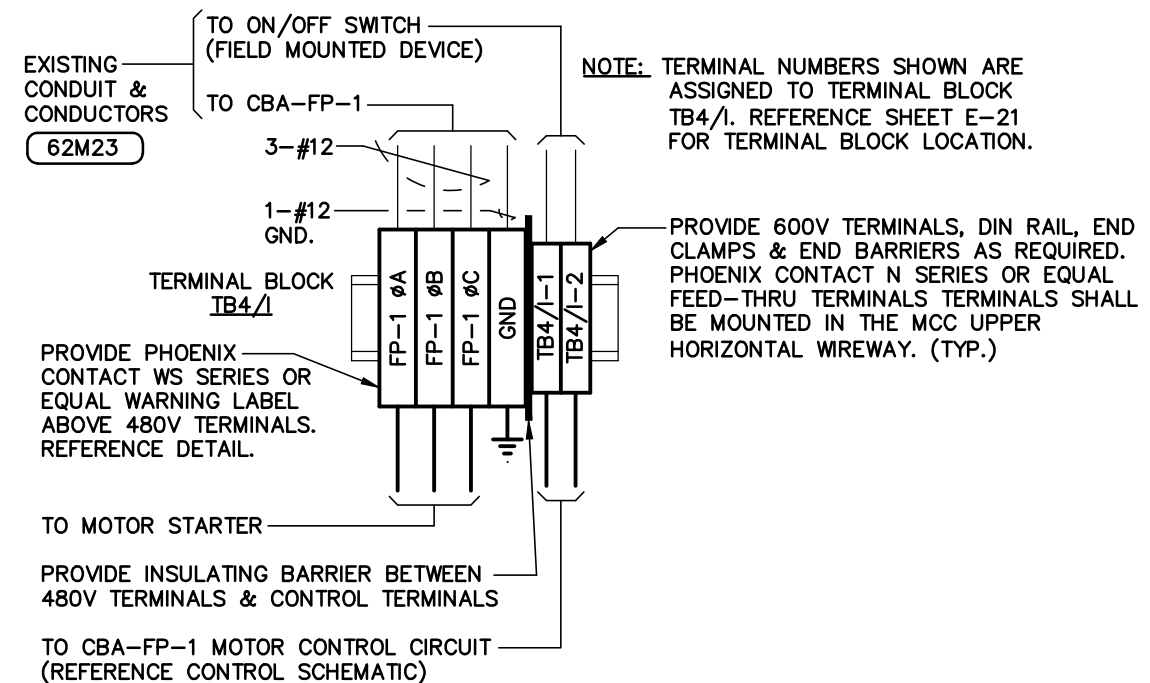 TO ON/OFF SWITCH
(FIELD MOUNTED DEVICE)
EXISTING
CONDUIT &
CONDUCTORS
62M23
TO CBA-FP-1
3-#12
1-#12
GND.
NOTE: TERMINAL NUMBERS SHOWN ARE
ASSIGNED TO TERMINAL BLOCK
TB4/I. REFERENCE SHEET E-21
FOR TERMINAL BLOCK LOCATION.
TERMINAL BLOCK
TB4/I
FP-1 øA
FP-1 øB
FP-1 øC
GND
TB4/I-1
TB4/I-2
PROVIDE 600V TERMINALS, DIN RAIL, END
CLAMPS & END BARRIERS AS REQUIRED.
PHOENIX CONTACT N SERIES OR EQUAL
FEED-THRU TERMINALS TERMINALS SHALL
BE MOUNTED IN THE MCC UPPER
HORIZONTAL WIREWAY. (TYP.)
PROVIDE PHOENIX
CONTACT WS SERIES OR
EQUAL WARNING LABEL
ABOVE 480V TERMINALS.
REFERENCE DETAIL.
TO MOTOR STARTER
PROVIDE INSULATING BARRIER BETWEEN
480V TERMINALS & CONTROL TERMINALS
TO CBA-FP-1 MOTOR CONTROL CIRCUIT
(REFERENCE CONTROL SCHEMATIC)